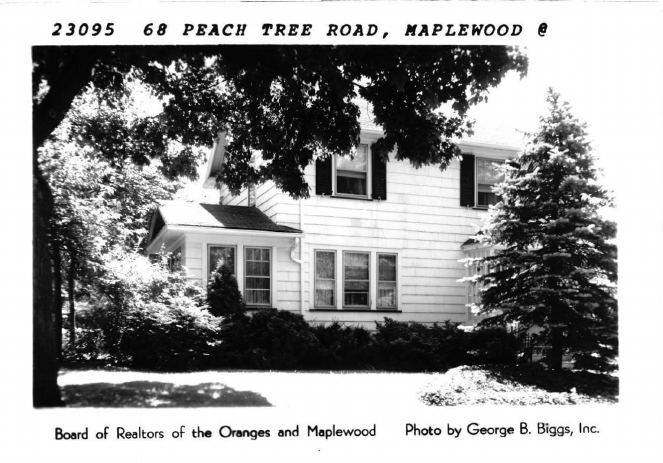 23095 68 PEACH TREE ROAD, MAPLEWOOD @
Board of Realtors of the Oranges and Maplewood Photo by George B. Biggs, Inc.